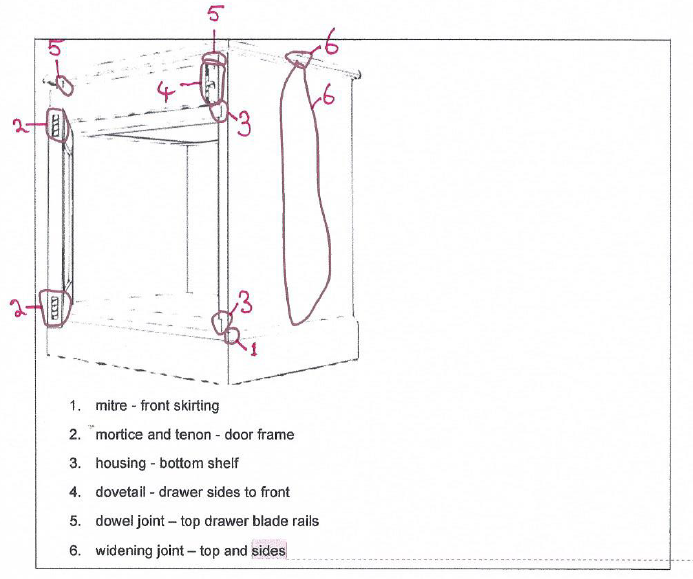 5
5
6
4
6
2
3
2
3
1
1. mitre - front skirting
2. mortice and tenon - door frame
3. housing - bottom shelf
4. dovetail - drawer sides to front
5. dowel joint – top drawer blade rails
6. widening joint – top and sides